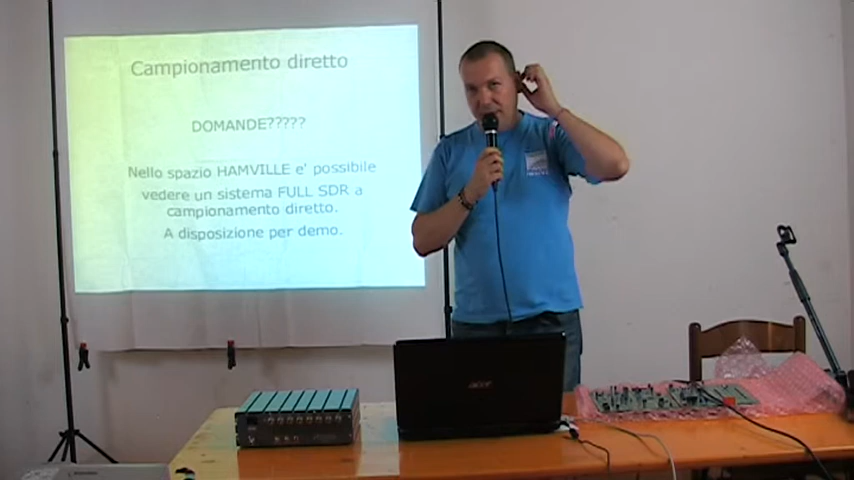 Campionamento diretto
DOMANDE?????
Nello spazio HAMVILLE e' possibile
vedere un sistema FULL SDR a
campionamento diretto.
A disposizione per demo.
acer